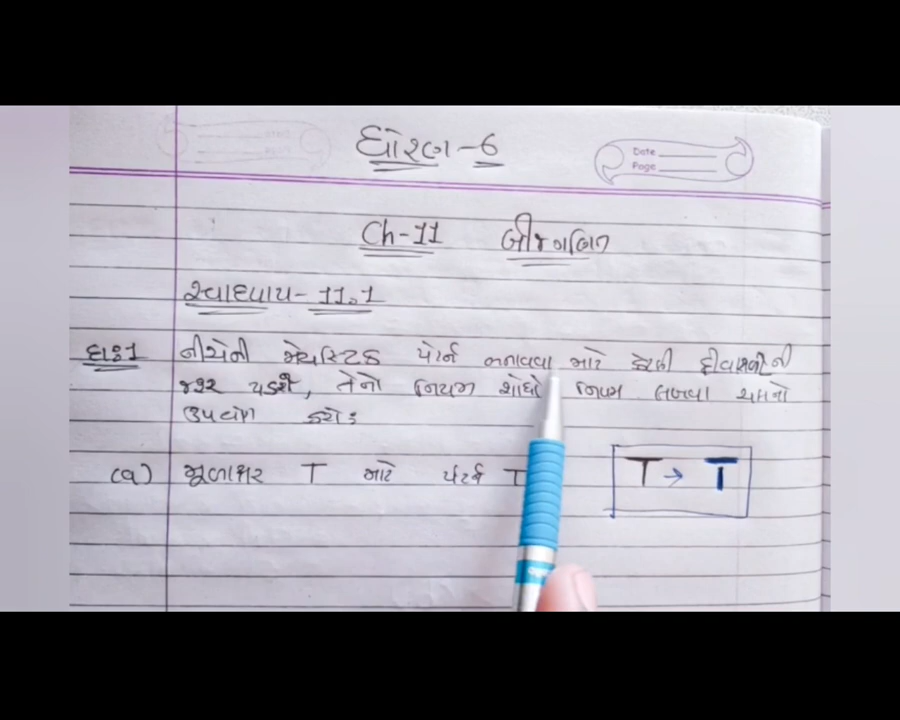 ધોરણ-6
Date
Page
Ch-11 બીજગણિત
સ્વાધ્યાય-11.1
દાઃ1 નીચેની મેચસ્ટિક પેટર્ન બનાવવા માટે કેટલી દીવાસળીની
જરૂર પડશે, તેનો નિયમ શોધો નિયમ લખવા ચલનો
ઉપયોગ કરોઃ
(a) મૂળાક્ષર T માટે પેટર્ન T
T → T